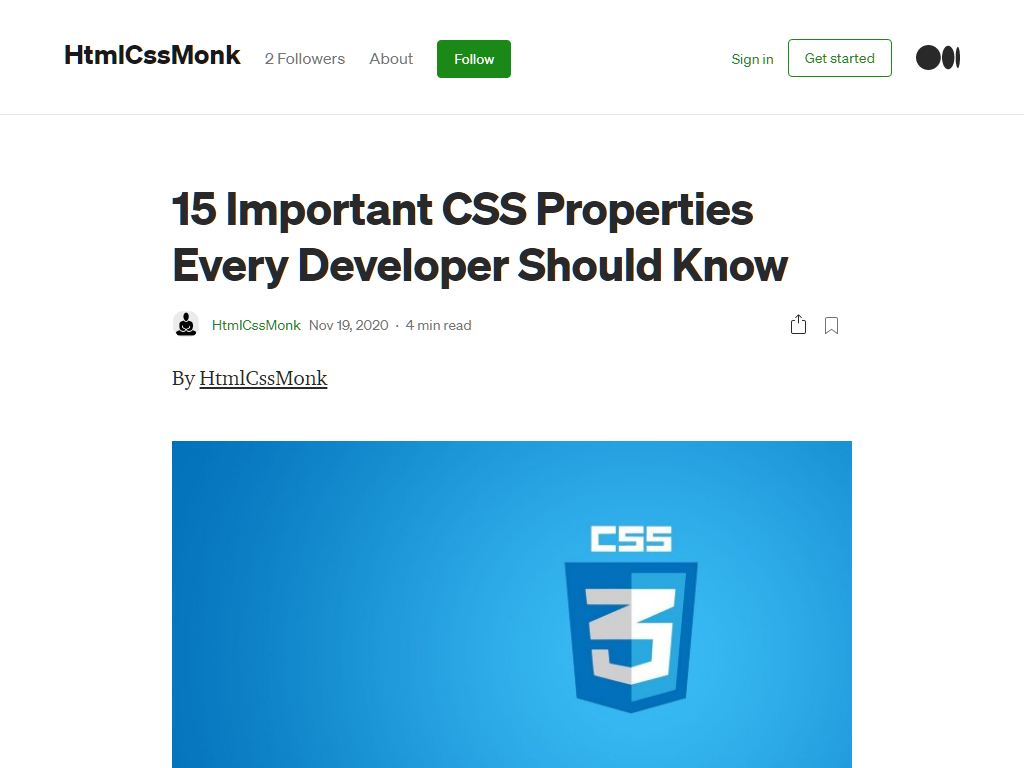 HtmlCssMonk 2 Followers About Follow Sign in Get started
15 Important CSS Properties
Every Developer Should Know
HtmlCssMonk Nov 19, 2020 · 4 min read
By HtmlCssMonk
CSS
3